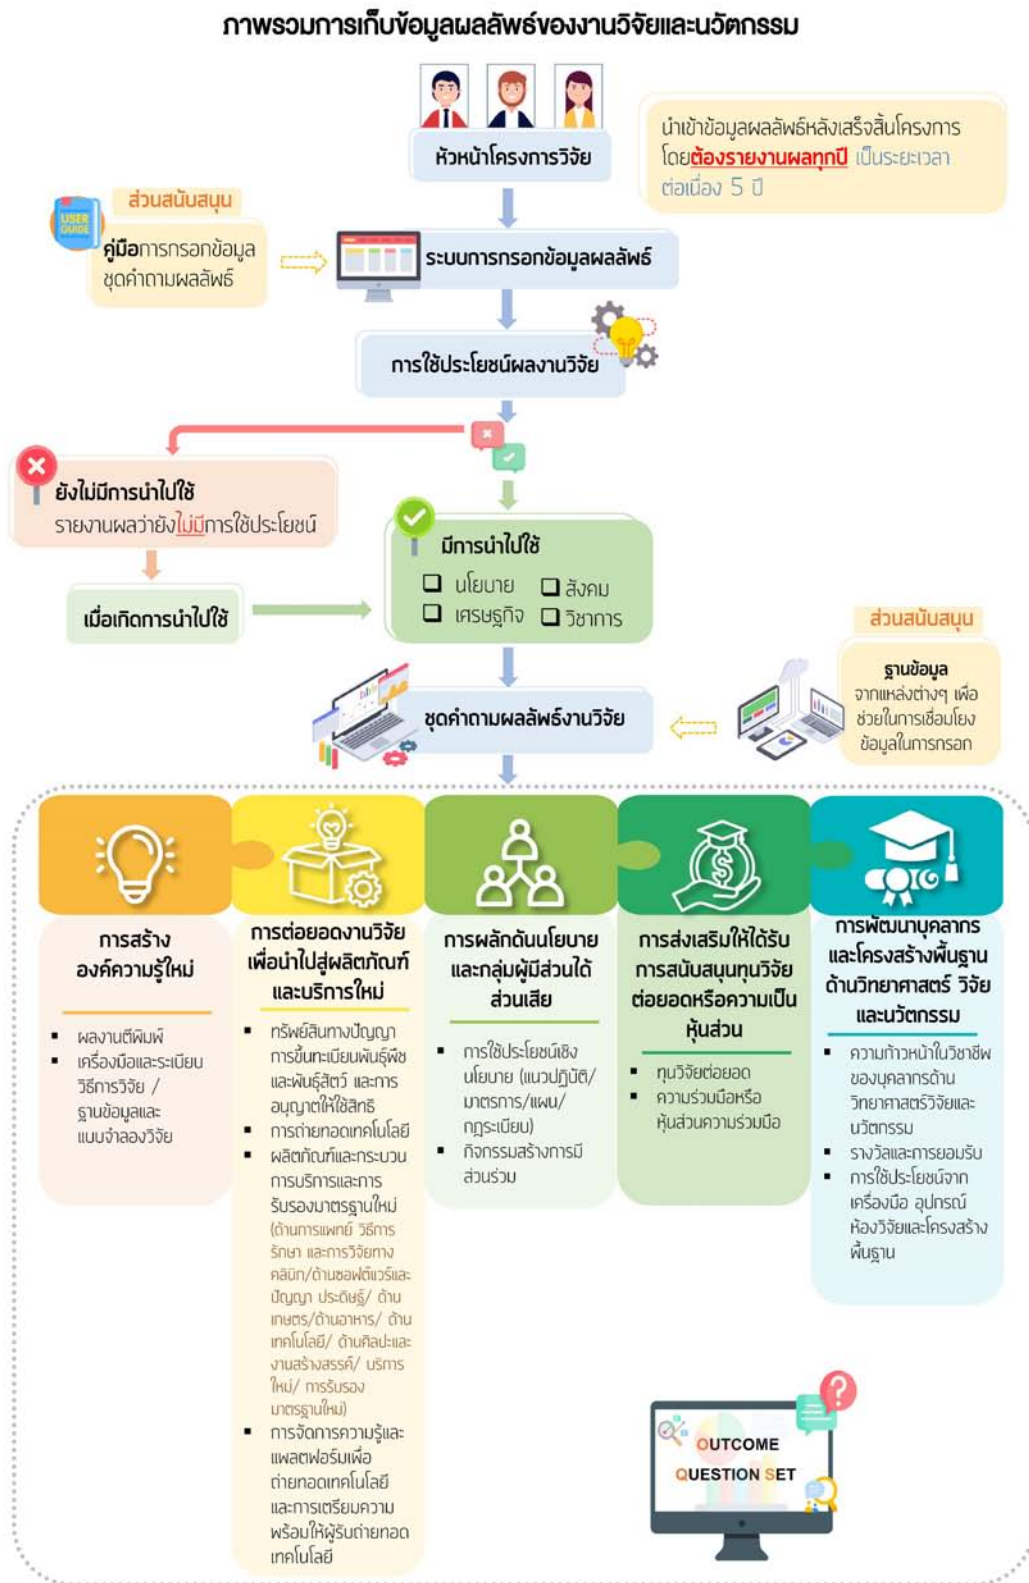 ภาพรวมการเก็บข้อมูลผลลัพธ์ของงานวิจัยและนวัตกรรม
หัวหน้าโครงการวิจัย
นำเข้าข้อมูลผลลัพธ์หลังเสร็จสิ้นโครงการ
โดยต้องรายงานผลทุกปี เป็นระยะเวลา
ต่อเนื่อง 5 ปี
ส่วนสนับสนุน
USER
GUIDE
คู่มือการกรอกข้อมูล
ชุดคำถามผลลัพธ์
ระบบการกรอกข้อมูลผลลัพธ์
การใช้ประโยชน์ผลงานวิจัย
ยังไม่มีการนำไปใช้
รายงานผลว่ายังไม่มีการใช้ประโยชน์
เมื่อเกิดการนำไปใช้
มีการนำไปใช้
❑ นโยบาย ❑ สังคม
❑ เศรษฐกิจ ❑ วิชาการ
ส่วนสนับสนุน
ฐานข้อมูล
จากแหล่งต่างๆ เพื่อ
ช่วยในการเชื่อมโยง
ข้อมูลในการกรอก
ชุดคำถามผลลัพธ์งานวิจัย
การสร้าง
องค์ความรู้ใหม่
▪ ผลงานตีพิมพ์
▪ เครื่องมือและระเบียบ
วิธีการวิจัย /
ฐานข้อมูลและ
แบบจำลองวิจัย
การต่อยอดงานวิจัย
เพื่อนำไปสู่ผลิตภัณฑ์
และบริการใหม่
▪ ทรัพย์สินทางปัญญา
การขึ้นทะเบียนพันธุ์พืช
และพันธุ์สัตว์ และการ
อนุญาตให้ใช้สิทธิ
▪ การถ่ายทอดเทคโนโลยี
▪ ผลิตภัณฑ์และกระบวน
การบริการและการ
รับรองมาตรฐานใหม่
(ด้านการแพทย์ วิธีการ
รักษา และการวิจัยทาง
คลินิก/ด้านซอฟต์แวร์และ
ปัญญา ประดิษฐ์/ ด้าน
เกษตร/ด้านอาหาร/ ด้าน
เทคโนโลยี/ ด้านศิลปะและ
งานสร้างสรรค์/ บริการ
ใหม่/ การรับรอง
มาตรฐานใหม่)
▪ การจัดการความรู้และ
แพลตฟอร์มเพื่อ
ถ่ายทอดเทคโนโลยี
และการเตรียมความ
พร้อมให้ผู้รับถ่ายทอด
เทคโนโลยี
การผลักดันนโยบาย
และกลุ่มผู้มีส่วนได้
ส่วนเสีย
▪ การใช้ประโยชน์เชิง
นโยบาย (แนวปฏิบัติ/
มาตรการ/แผน/
กฎระเบียบ)
▪ กิจกรรมสร้างการมี
ส่วนร่วม
การส่งเสริมให้ได้รับ
การสนับสนุนทุนวิจัย
ต่อยอดหรือความเป็น
หุ้นส่วน
▪ ทุนวิจัยต่อยอด
▪ ความร่วมมือหรือ
หุ้นส่วนความร่วมมือ
การพัฒนาบุคลากร
และโครงสร้างพื้นฐาน
ด้านวิทยาศาสตร์ วิจัย
และนวัตกรรม
▪ ความก้าวหน้าในวิชาชีพ
ของบุคลากรด้าน
วิทยาศาสตร์วิจัยและ
นวัตกรรม
▪ รางวัลและการยอมรับ
▪ การใช้ประโยชน์จาก
เครื่องมือ อุปกรณ์
ห้องวิจัยและโครงสร้าง
พื้นฐาน
OUTCOME
QUESTION SET